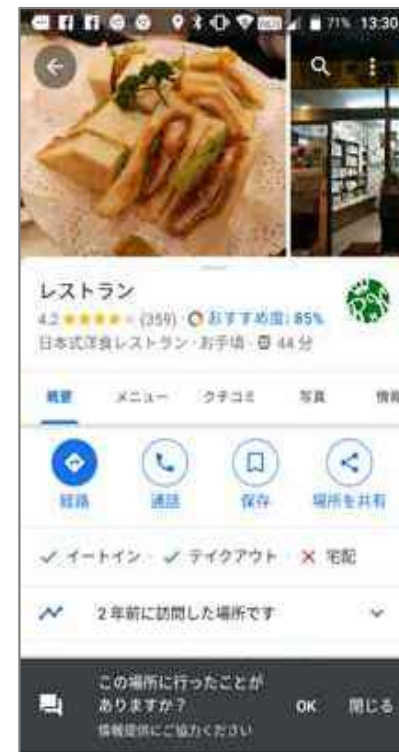 71% 13:30
レストラン
4.2 (359) · おすすめ度: 85%
日本式洋食レストラン · お手頃 · 44 分
概要 メニュー クチコミ 写真 情報
経路 通話 保存 場所を共有
イートイン · テイクアウト 宅配
2 年前に訪問した場所です
この場所に行ったことが
ありますか？ OK 閉じる
情報提供にご協力ください